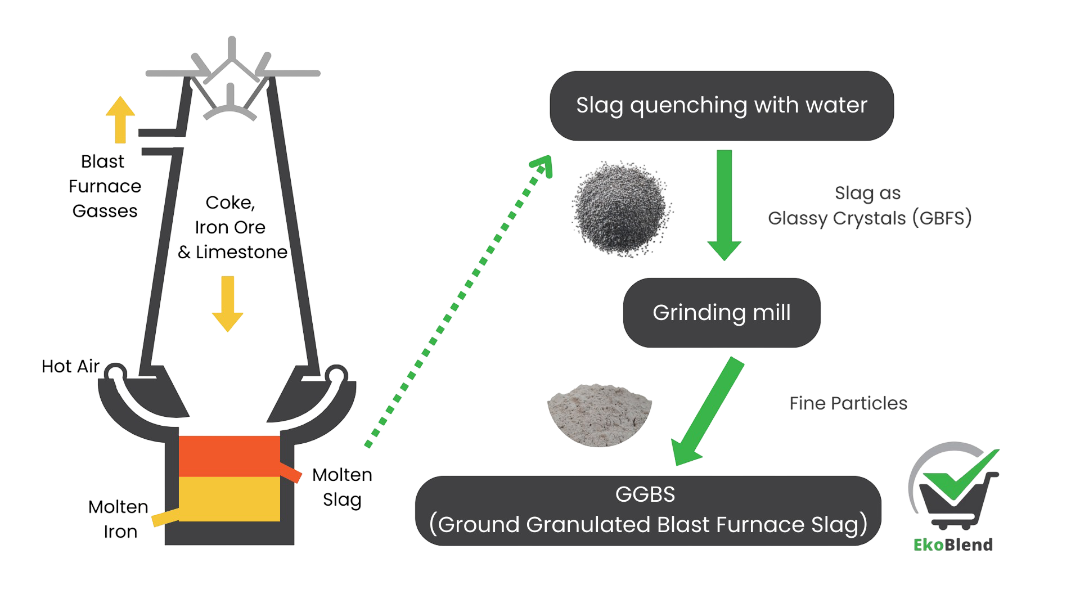 Blast
Furnace
Gasses
Coke,
Iron Ore
& Limestone
Hot Air
Molten
Slag
Molten
Iron
Slag quenching with water
Slag as
Glassy Crystals (GBFS)
Grinding mill
Fine Particles
GGBS
(Ground Granulated Blast Furnace Slag)
EkoBlend